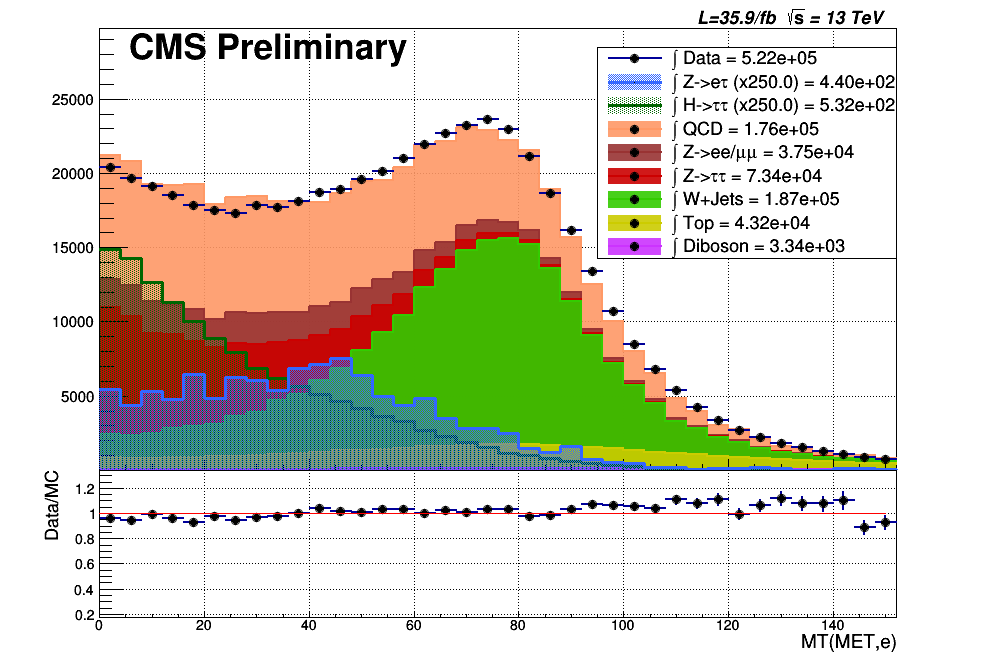 L=35.9/fb √s = 13 TeV
CMS Preliminary
∫ Data = 5.22e+05
∫ Z->eτ (x250.0) = 4.40e+02
∫ H->ττ (x250.0) = 5.32e+02
∫ QCD = 1.76e+05
∫ Z->ee/μμ = 3.75e+04
∫ Z->ττ = 7.34e+04
∫ W+Jets = 1.87e+05
∫ Top = 4.32e+04
∫ Diboson = 3.34e+03
25000
20000
15000
10000
5000
Data/MC
1.2
1
0.8
0.6
0.4
0.2
0 20 40 60 80 100 120 140
MT(MET,e)